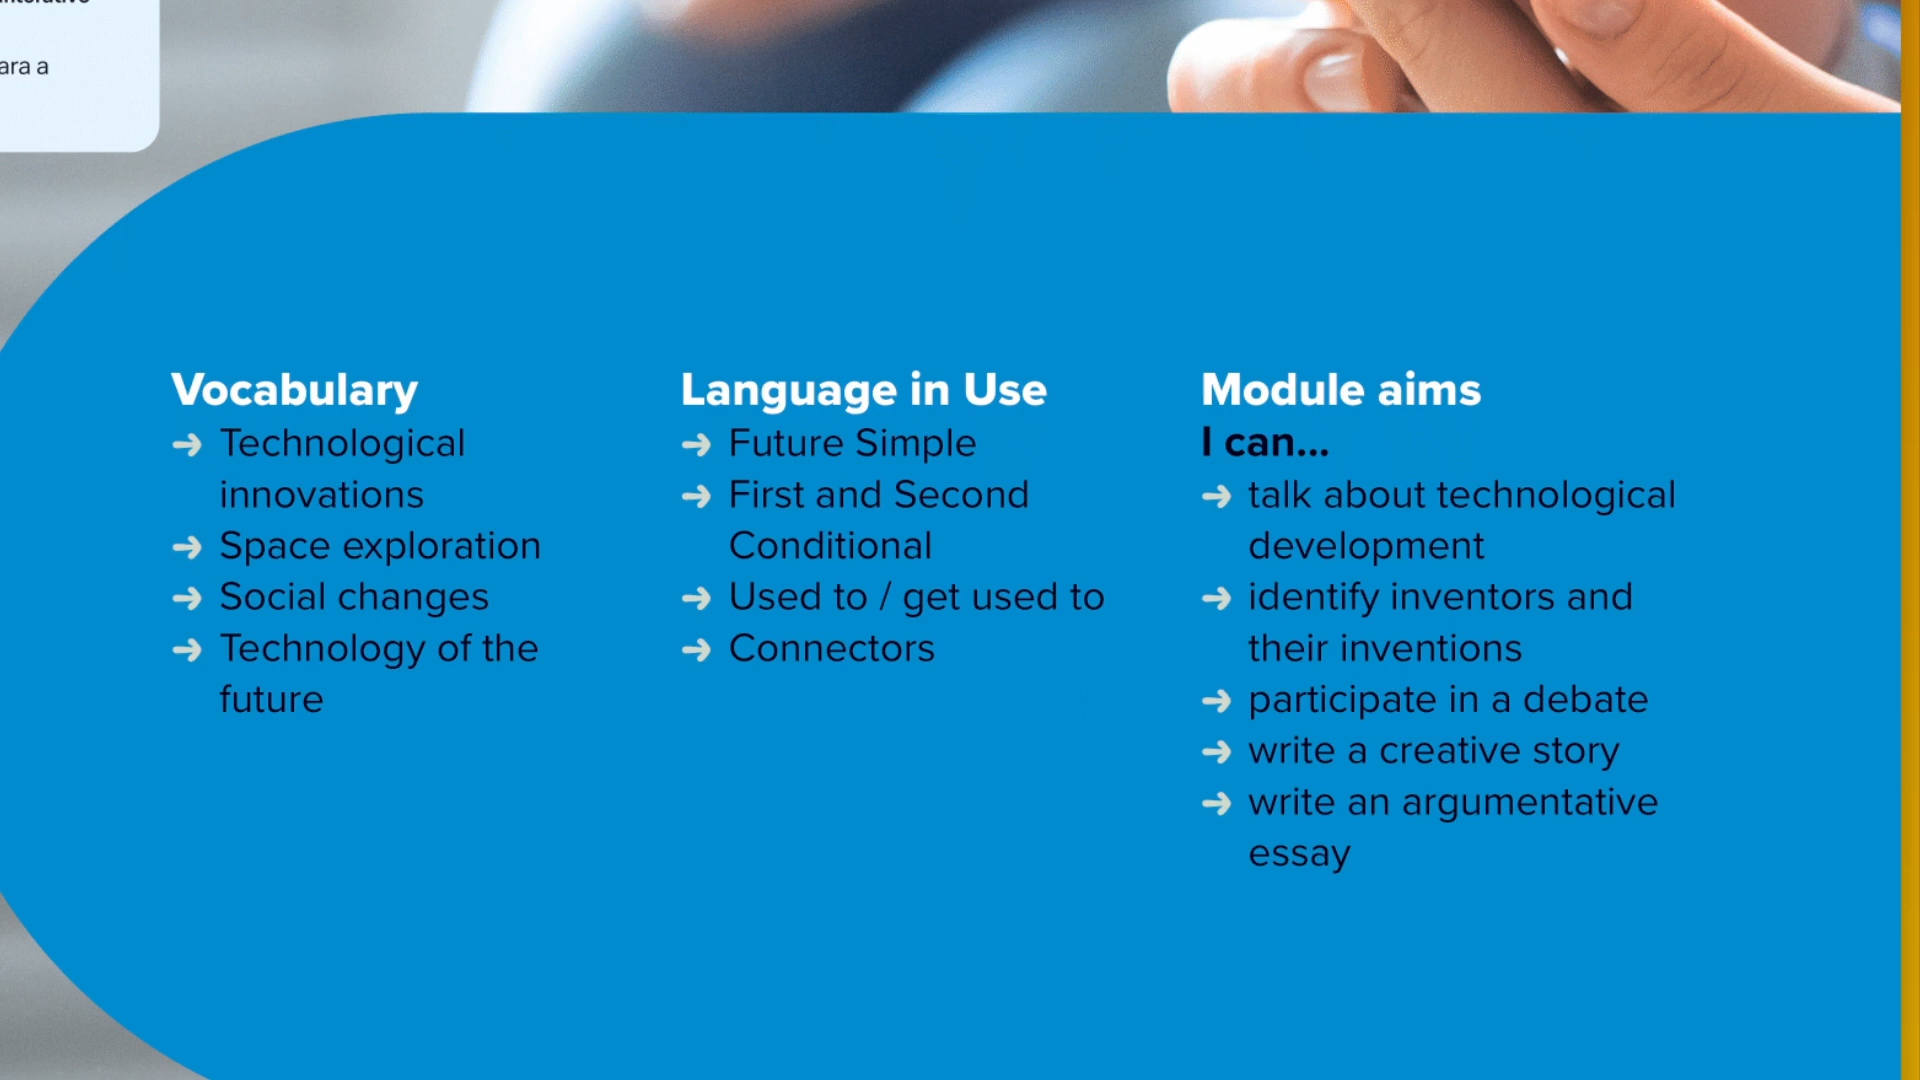 ara a
Vocabulary
→ Technological
innovations
→ Space exploration
→ Social changes
→ Technology of the
future
Language in Use
→ Future Simple
→ First and Second
Conditional
→ Used to / get used to
→ Connectors
Module aims
I can...
→ talk about technological
development
→ identify inventors and
their inventions
→ participate in a debate
→ write a creative story
→ write an argumentative
essay